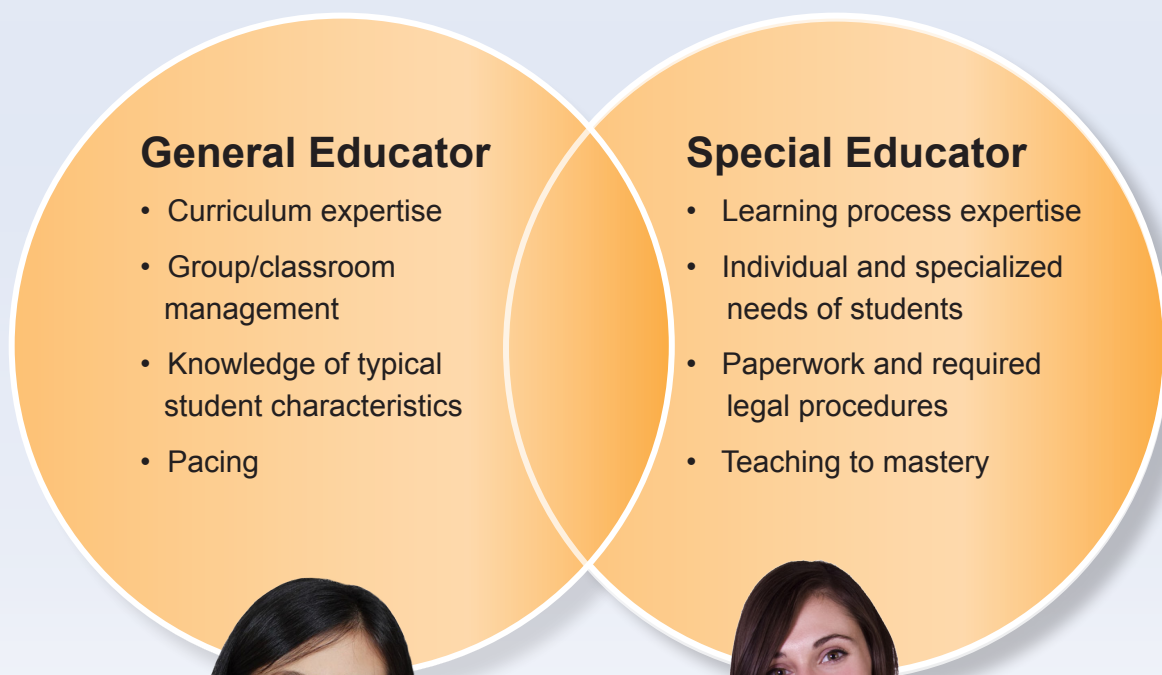 General Educator
• Curriculum expertise
• Group/classroom
management
• Knowledge of typical
student characteristics
• Pacing
Special Educator
• Learning process expertise
• Individual and specialized
needs of students
• Paperwork and required
legal procedures
• Teaching to mastery